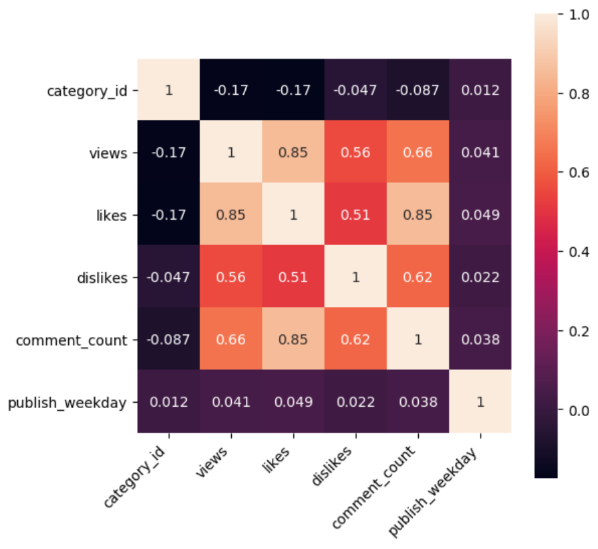 1.0
category_id 1 -0.17 -0.17 -0.047 -0.087 0.012
0.8
views -0.17 1 0.85 0.56 0.66 0.041
0.6
likes -0.17 0.85 1 0.51 0.85 0.049
0.4
dislikes -0.047 0.56 0.51 1 0.62 0.022
comment_count -0.087 0.66 0.85 0.62 1 0.038
0.2
publish_weekday 0.012 0.041 0.049 0.022 0.038 1
0.0
category_id views likes dislikes comment_count publish_weekday